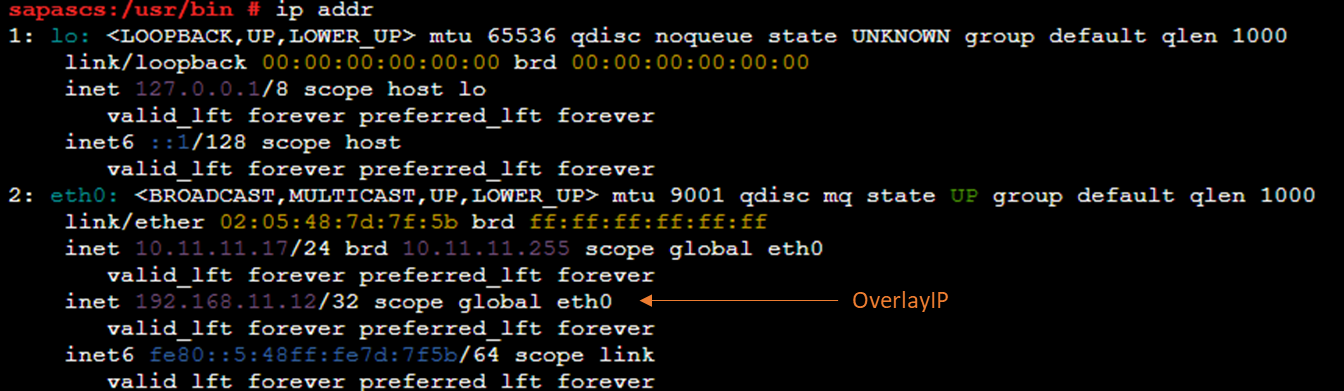 sapascs:/usr/bin # ip addr
1: lo: <LOOPBACK,UP,LOWER_UP> mtu 65536 qdisc noqueue state UNKNOWN group default qlen 1000
link/loopback 00:00:00:00:00:00 brd 00:00:00:00:00:00
inet 127.0.0.1/8 scope host lo
valid_lft forever preferred_lft forever
inet6 ::1/128 scope host
valid_lft forever preferred_lft forever
2: eth0: <BROADCAST,MULTICAST,UP,LOWER_UP> mtu 9001 qdisc mq state UP group default qlen 1000
link/ether 02:05:48:7d:7f:5b brd ff:ff:ff:ff:ff:ff
inet 10.11.11.17/24 brd 10.11.11.255 scope global eth0
valid_lft forever preferred_lft forever
inet 192.168.11.12/32 scope global eth0 OverlayIP
valid_lft forever preferred_lft forever
inet6 fe80::5:48ff:fe7d:7f5b/64 scope link
valid_lft forever preferred_lft forever